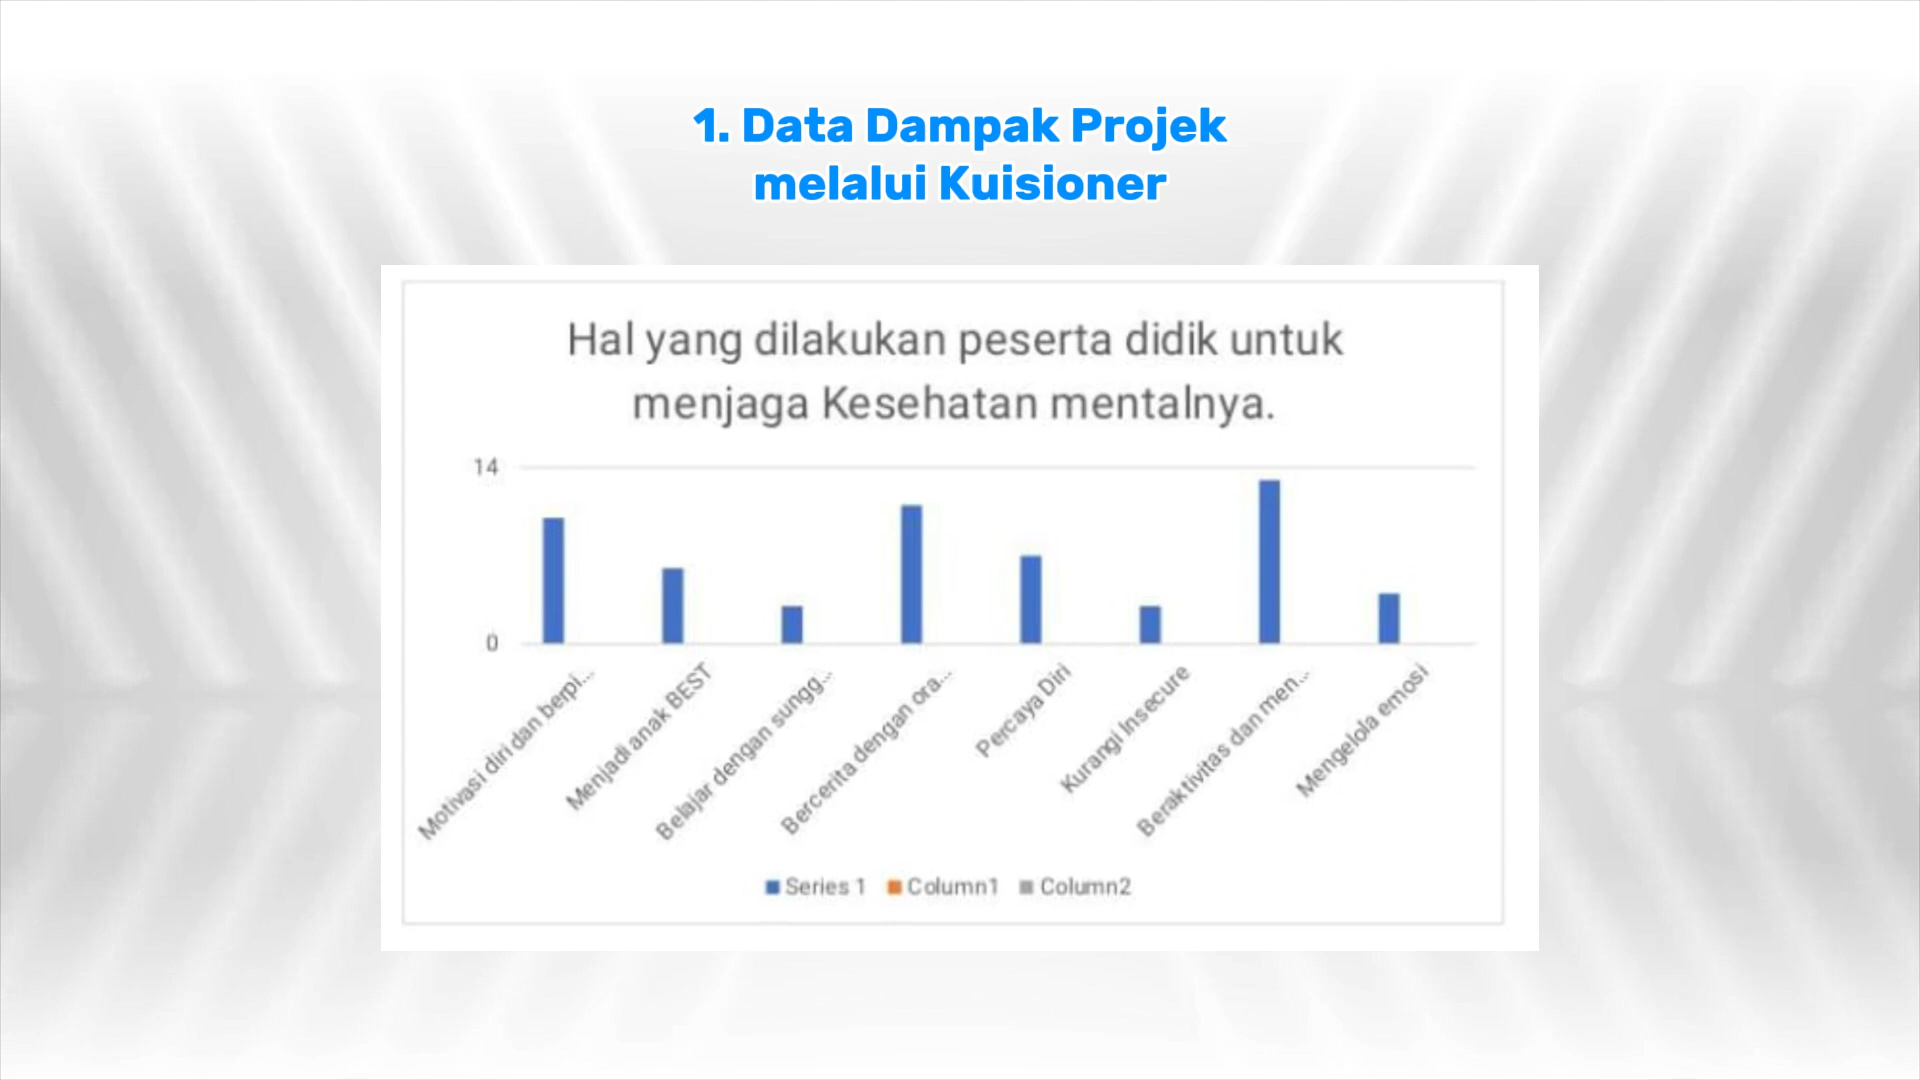 1. Data Dampak Projek
melalui Kuisioner
Hal yang dilakukan peserta didik untuk
menjaga Kesehatan mentalnya.
14
0
Motivasi diri dan berpi...
Menjadi anak BEST
Belajar dengan sungg...
Bercerita dengan ora...
Percaya Diri
Kurangi Insecure
Beraktivitas dan men...
Mengelola emosi
Series 1 Column1 Column2